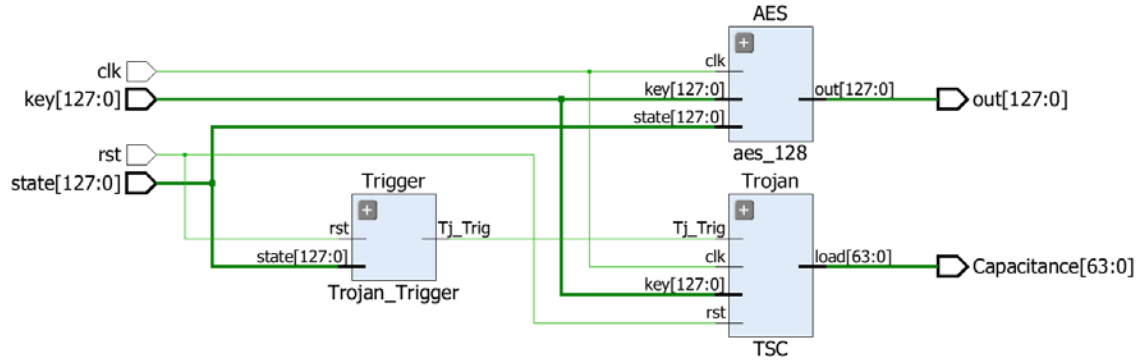 AES
clk
clk
key[127:0]
key[127:0]
out[127:0]
out[127:0]
state[127:0]
rst
aes_128
state[127:0]
Trigger
Trojan
rst
Tj_Trig
Tj_Trig
state[127:0]
clk
load[63:0]
Capacitance[63:0]
key[127:0]
Trojan_Trigger
rst
TSC